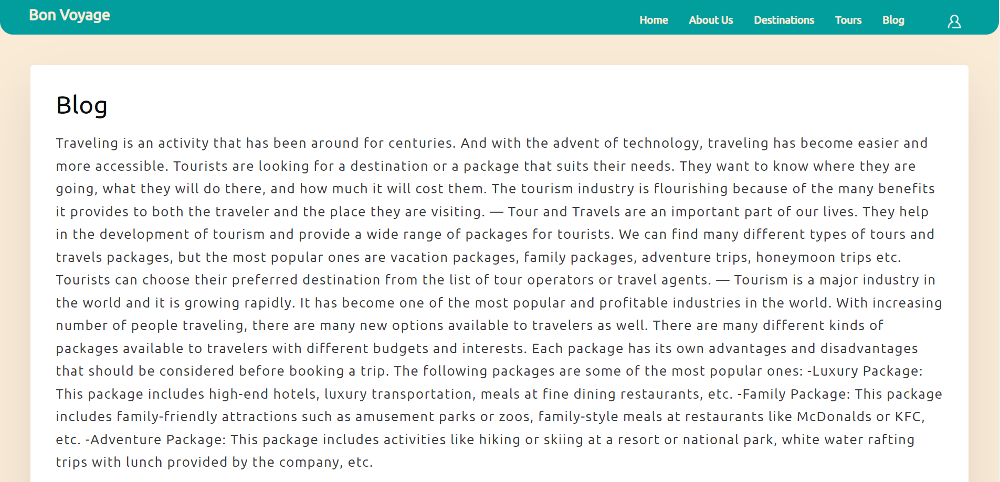 Bon Voyage
Home About Us Destinations Tours Blog
Blog
Traveling is an activity that has been around for centuries. And with the advent of technology, traveling has become easier and
more accessible. Tourists are looking for a destination or a package that suits their needs. They want to know where they are
going, what they will do there, and how much it will cost them. The tourism industry is flourishing because of the many benefits
it provides to both the traveler and the place they are visiting. — Tour and Travels are an important part of our lives. They help
in the development of tourism and provide a wide range of packages for tourists. We can find many different types of tours and
travels packages, but the most popular ones are vacation packages, family packages, adventure trips, honeymoon trips etc.
Tourists can choose their preferred destination from the list of tour operators or travel agents. — Tourism is a major industry in
the world and it is growing rapidly. It has become one of the most popular and profitable industries in the world. With increasing
number of people traveling, there are many new options available to travelers as well. There are many different kinds of
packages available to travelers with different budgets and interests. Each package has its own advantages and disadvantages
that should be considered before booking a trip. The following packages are some of the most popular ones: -Luxury Package:
This package includes high-end hotels, luxury transportation, meals at fine dining restaurants, etc. -Family Package: This package
includes family-friendly attractions such as amusement parks or zoos, family-style meals at restaurants like McDonalds or KFC,
etc. -Adventure Package: This package includes activities like hiking or skiing at a resort or national park, white water rafting
trips with lunch provided by the company, etc.